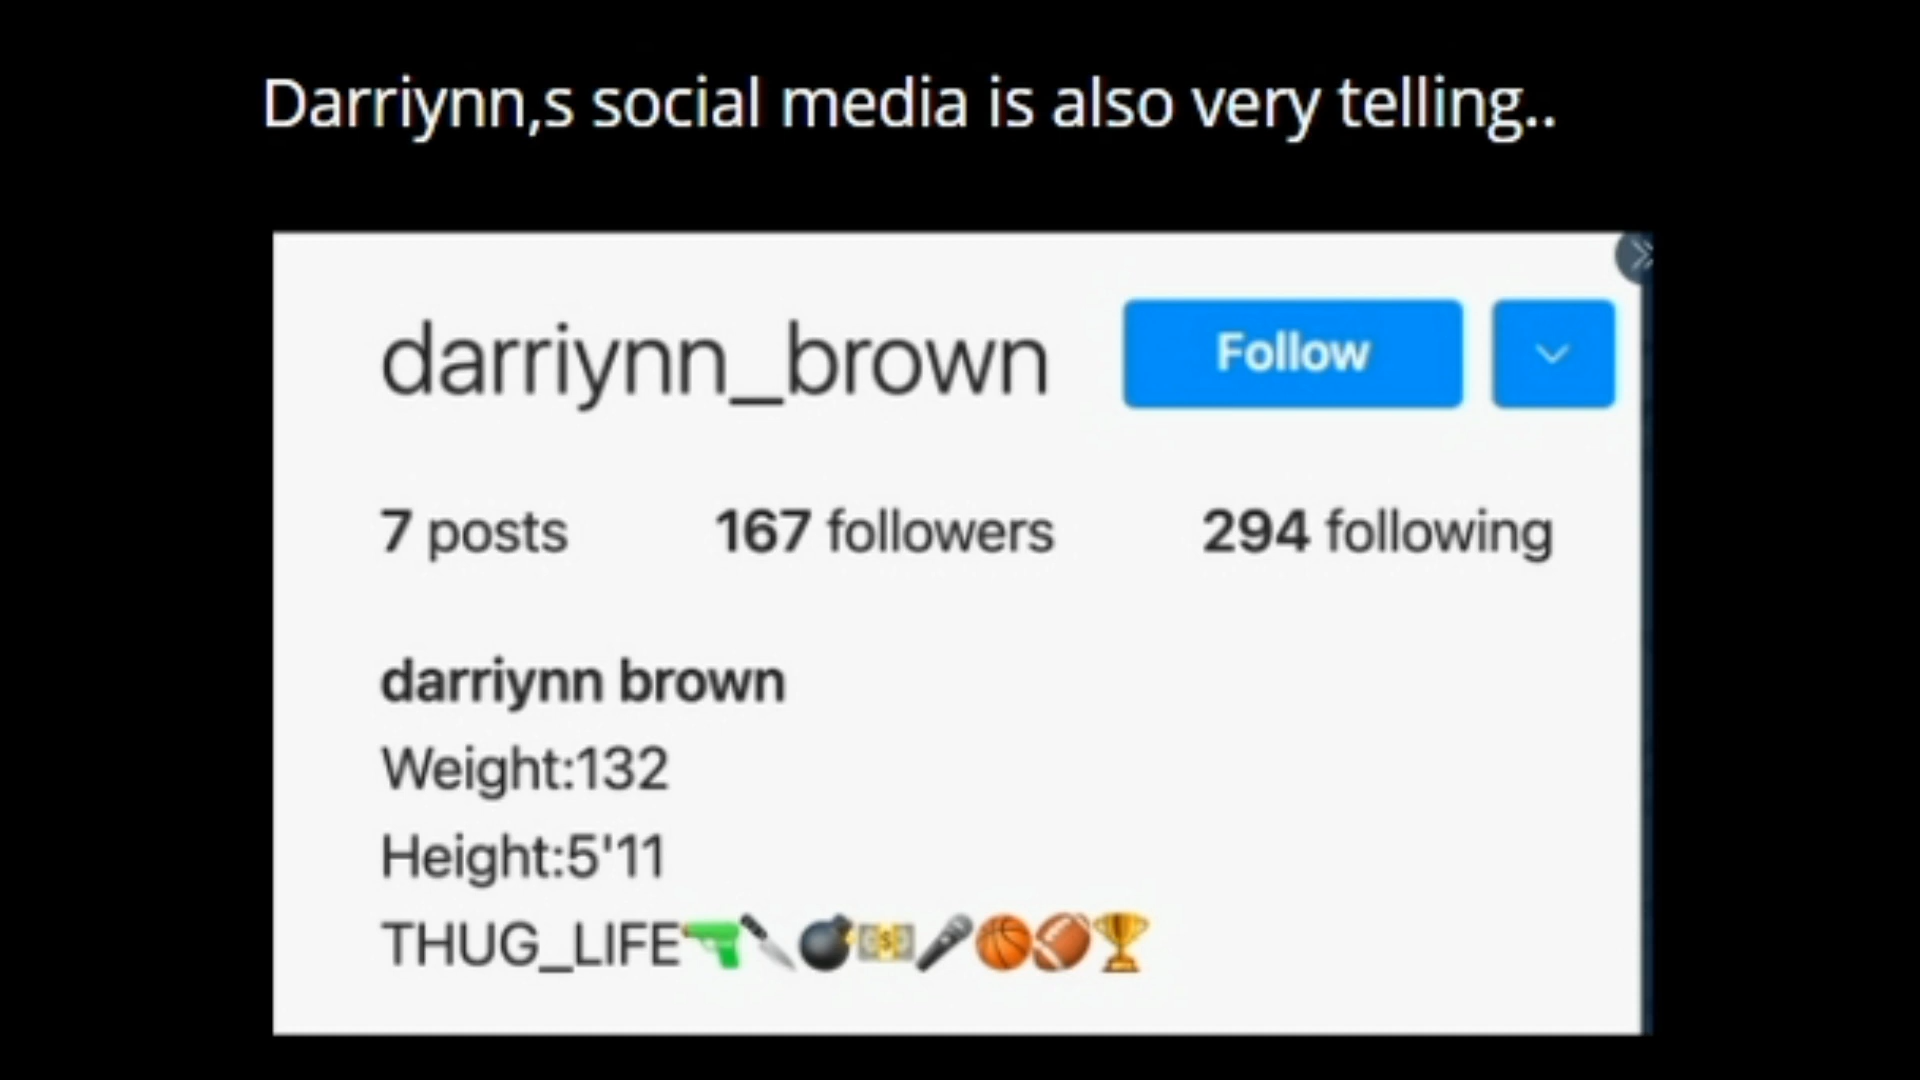 Darriynn,s social media is also very telling..
darriynn_brown Follow
7 posts 167 followers 294 following
darriynn brown
Weight:132
Height:5'11
THUG_LIFE🔫🔪💣💵🎤🏀🏈🏆